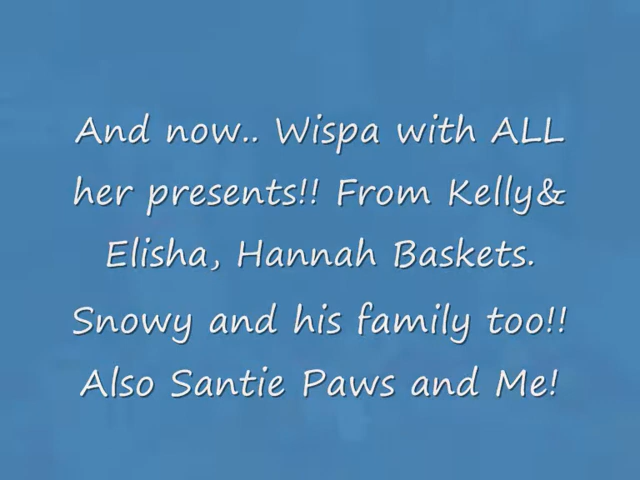 And now.. Wispa with ALL
her presents!! From Kelly&
Elisha, Hannah Baskets.
Snowy and his family too!!
Also Santie Paws and Me!